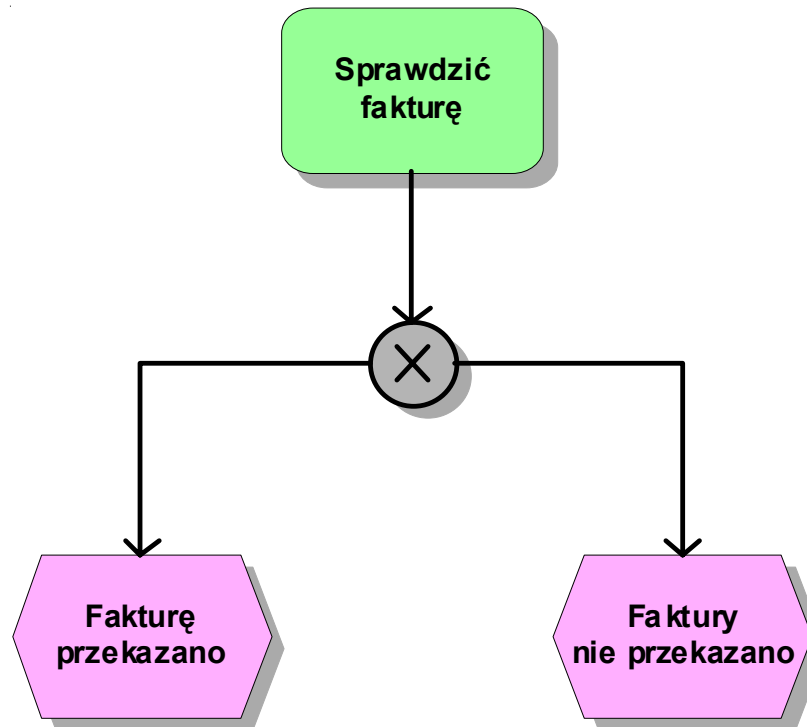 Sprawdzić
fakturę
Fakturę
przekazano
Faktury
nie przekazano